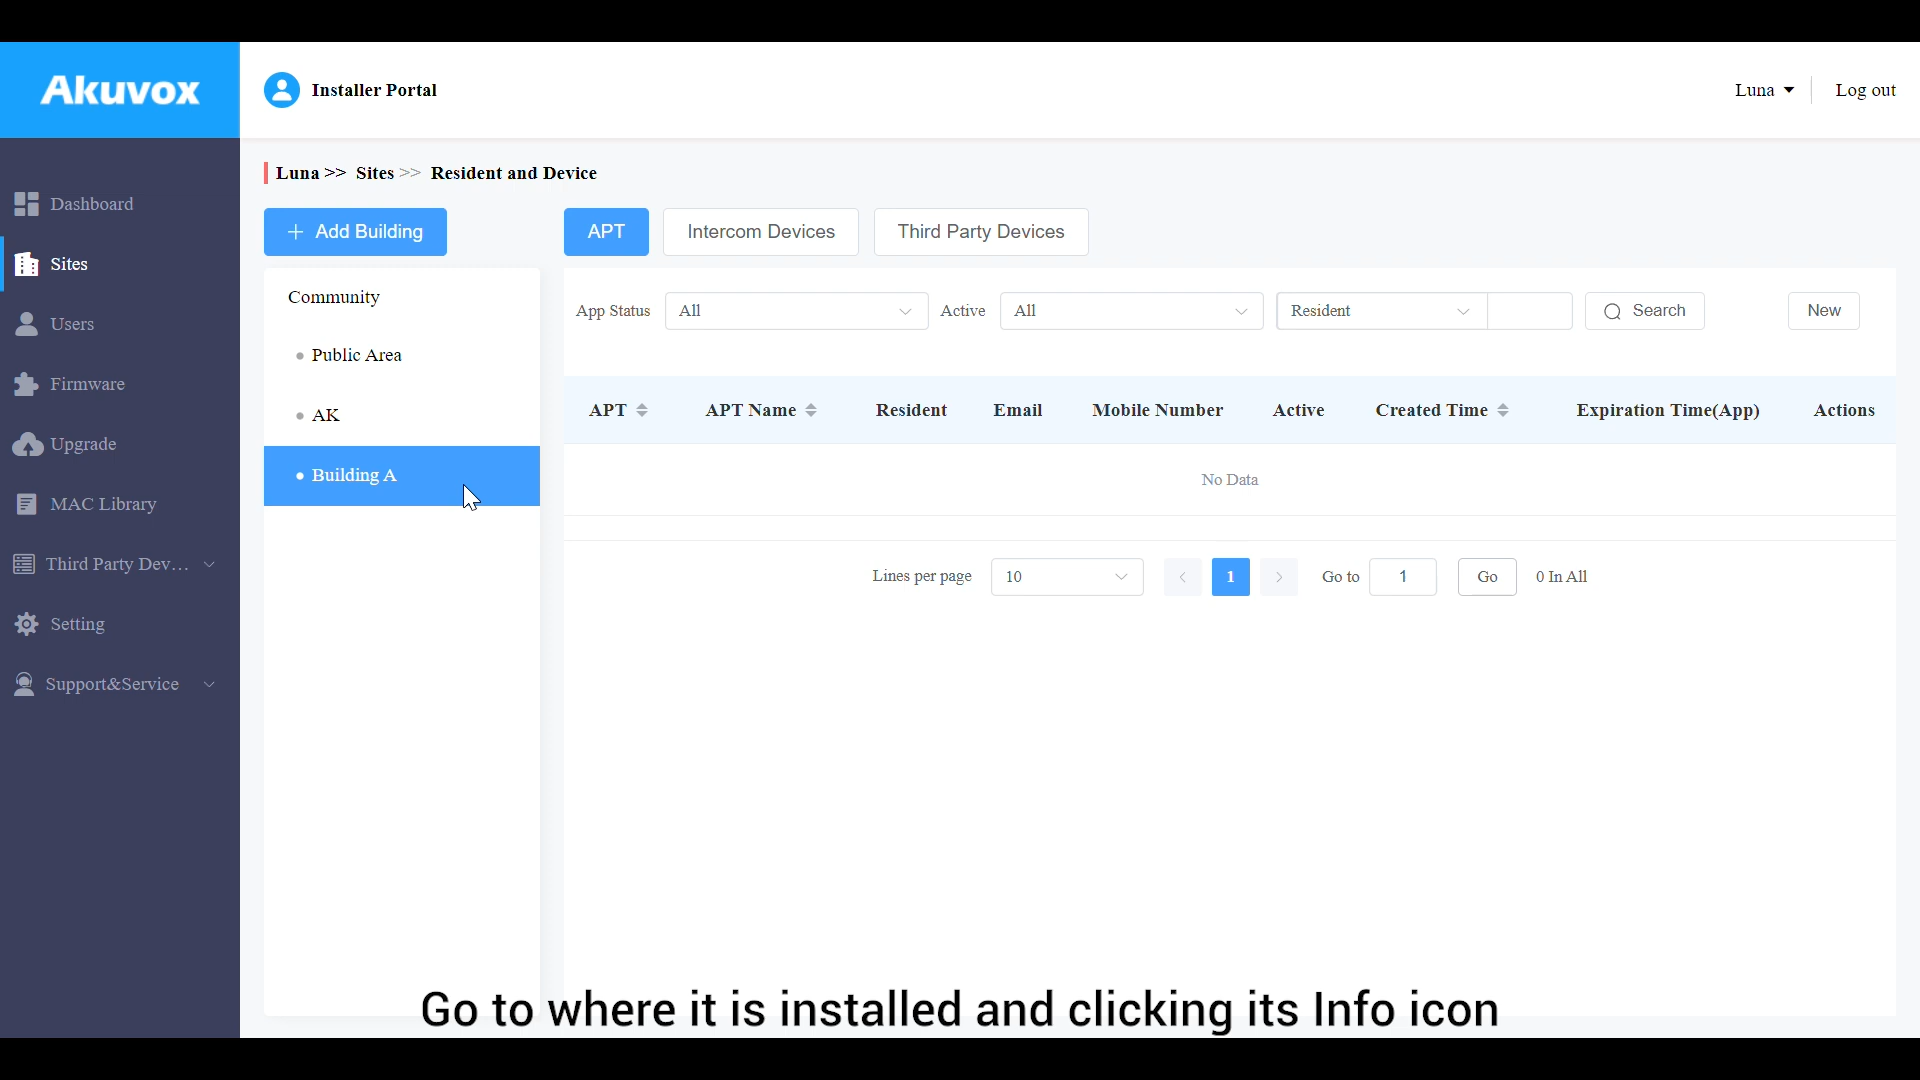 Akuvox
Installer Portal
Luna
Log out
Luna >> Sites >> Resident and Device
Dashboard
Sites
Users
Firmware
Upgrade
MAC Library
Third Party Dev...
Setting
Support&Service
+ Add Building
Community
Public Area
AK
Building A
APT Intercom Devices Third Party Devices
App Status All Active All Resident Search New
APT APT Name Resident Email Mobile Number Active Created Time Expiration Time(App) Actions
No Data
Lines per page 10 < 1 > Go to 1 Go 0 In All
Go to where it is installed and clicking its Info icon